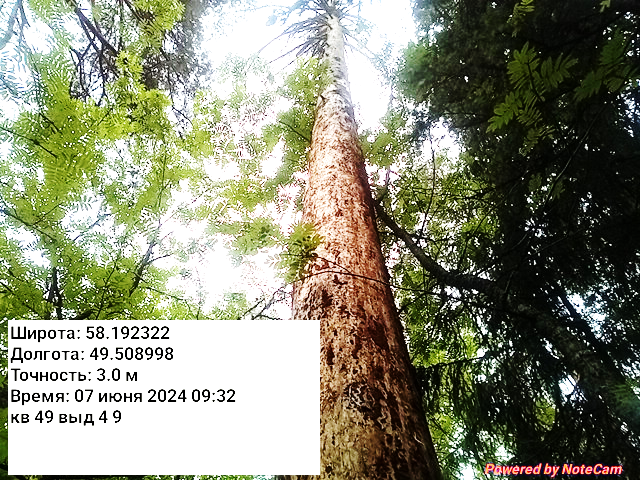 Широта: 58.192322
Долгота: 49.508998
Точность: 3.0 м
Время: 07 июня 2024 09:32
кв 49 выд 4 9
Powered by NoteCam